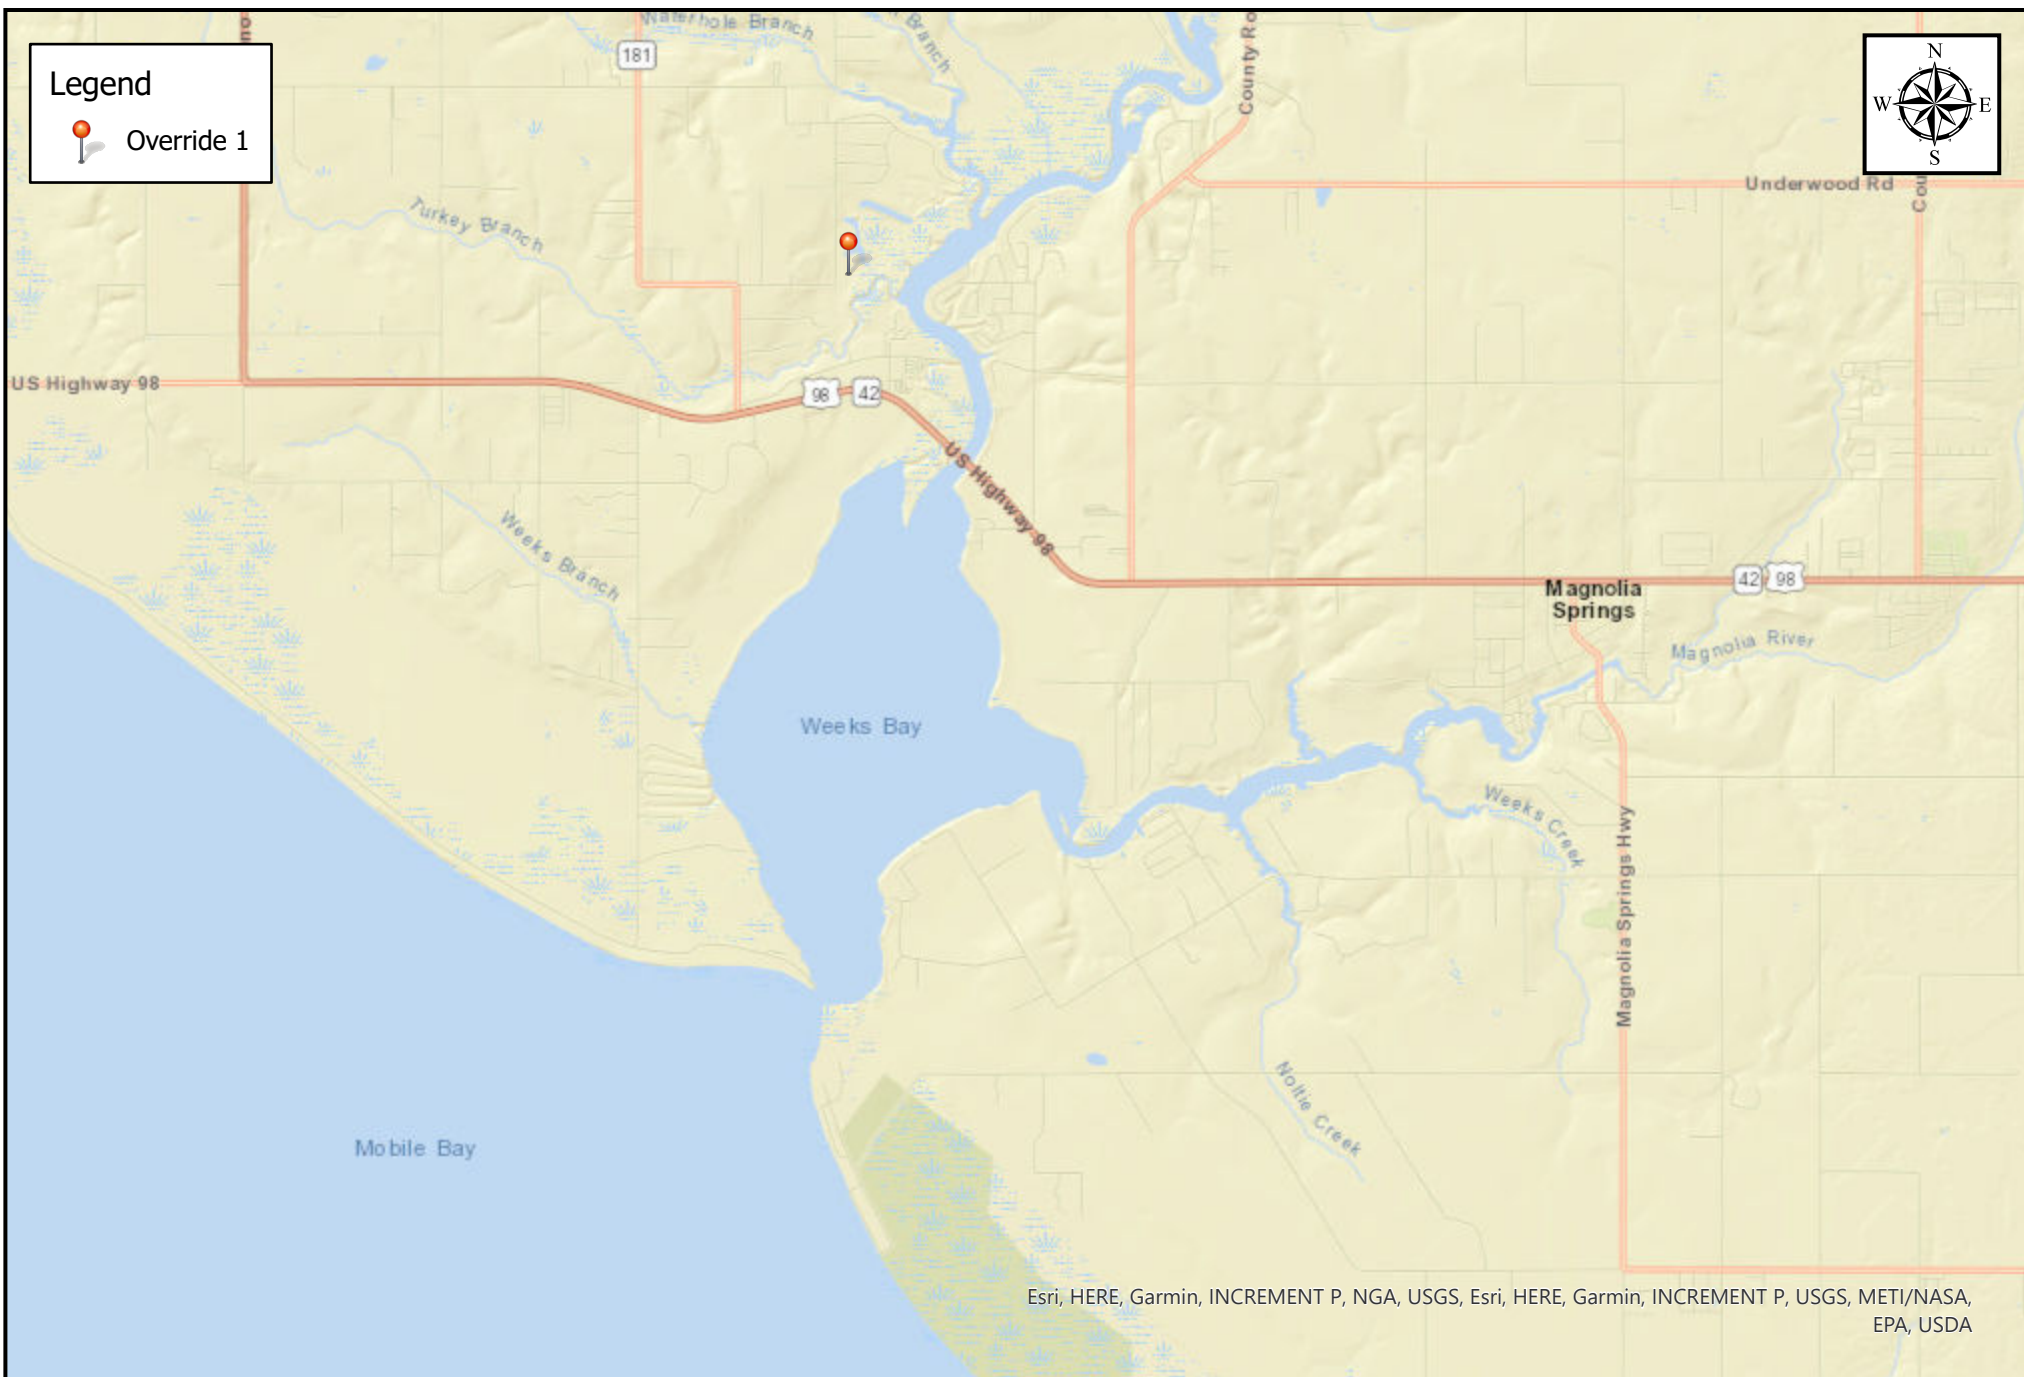 Legend
Override 1
N
W E
S
Waterhole Branch
Branch
181
County Ro
Underwood Rd
Cou
Turkey Branch
US Highway 98
98
42
US Highway 98
Weeks Branch
Magnolia
Springs
42
98
Magnolia River
Weeks Bay
Weeks Creek
Magnolia Springs Hwy
Noltie Creek
Mobile Bay
Esri, HERE, Garmin, INCREMENT P, NGA, USGS, Esri, HERE, Garmin, INCREMENT P, USGS, METI/NASA,
EPA, USDA